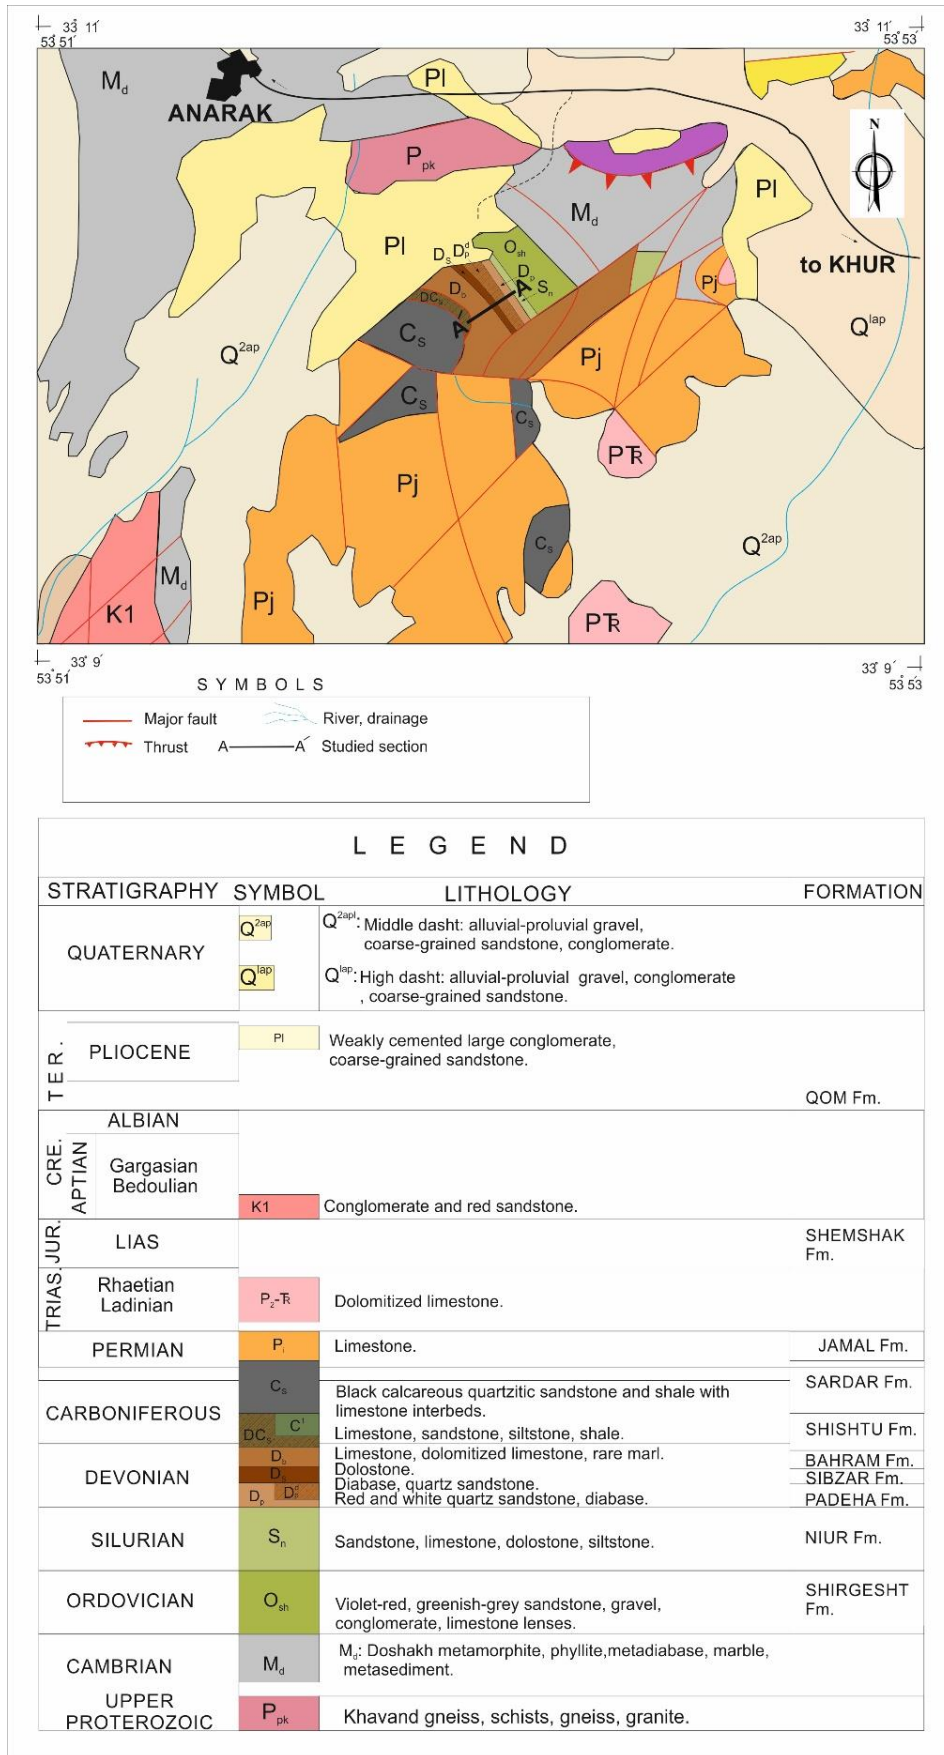 33° 11´
53° 51´
33° 11´
53° 53´
Md
ANARAK
Pl
Ppk
N
Md
Pl
Pl
Osh
to KHUR
Ds Dpd
Dp
A´
Sn
Db
DCs
A
Pj
Q1ap
Q2ap
Cs
Pj
Cs
Cs
PTR
Pj
Q2ap
Cs
Md
K1
Pj
PTR
33° 9´
53° 51´
33° 9´
53° 53´
SYMBOLS
Major fault
River, drainage
Thrust
A A´ Studied section
LEGEND
STRATIGRAPHY SYMBOL LITHOLOGY FORMATION
QUATERNARY
Q2ap
Q2apl: Middle dasht: alluvial-proluvial gravel,
coarse-grained sandstone, conglomerate.
Q1ap
Q1ap: High dasht: alluvial-proluvial gravel, conglomerate
, coarse-grained sandstone.
TER.
PLIOCENE
Pl
Weakly cemented large conglomerate,
coarse-grained sandstone.
QOM Fm.
CRE.
ALBIAN
APTIAN
Gargasian
Bedoulian
K1
Conglomerate and red sandstone.
JUR.
LIAS
SHEMSHAK
Fm.
TRIAS.
Rhaetian
Ladinian
P2-TR
Dolomitized limestone.
PERMIAN
Pj
Limestone.
JAMAL Fm.
CARBONIFEROUS
Cs
Black calcareous quartzitic sandstone and shale with
limestone interbeds.
SARDAR Fm.
DCs
C1
Limestone, sandstone, siltstone, shale.
SHISHTU Fm.
DEVONIAN
Db
Limestone, dolomitized limestone, rare marl.
BAHRAM Fm.
Ds
Dolostone.
SIBZAR Fm.
Dp
Dpd
Diabase, quartz sandstone.
Red and white quartz sandstone, diabase.
PADEHA Fm.
SILURIAN
Sn
Sandstone, limestone, dolostone, siltstone.
NIUR Fm.
ORDOVICIAN
Osh
Violet-red, greenish-grey sandstone, gravel,
conglomerate, limestone lenses.
SHIRGESHT
Fm.
CAMBRIAN
Md
Md: Doshakh metamorphite, phyllite,metadiabase, marble,
metasediment.
UPPER
PROTEROZOIC
Ppk
Khavand gneiss, schists, gneiss, granite.